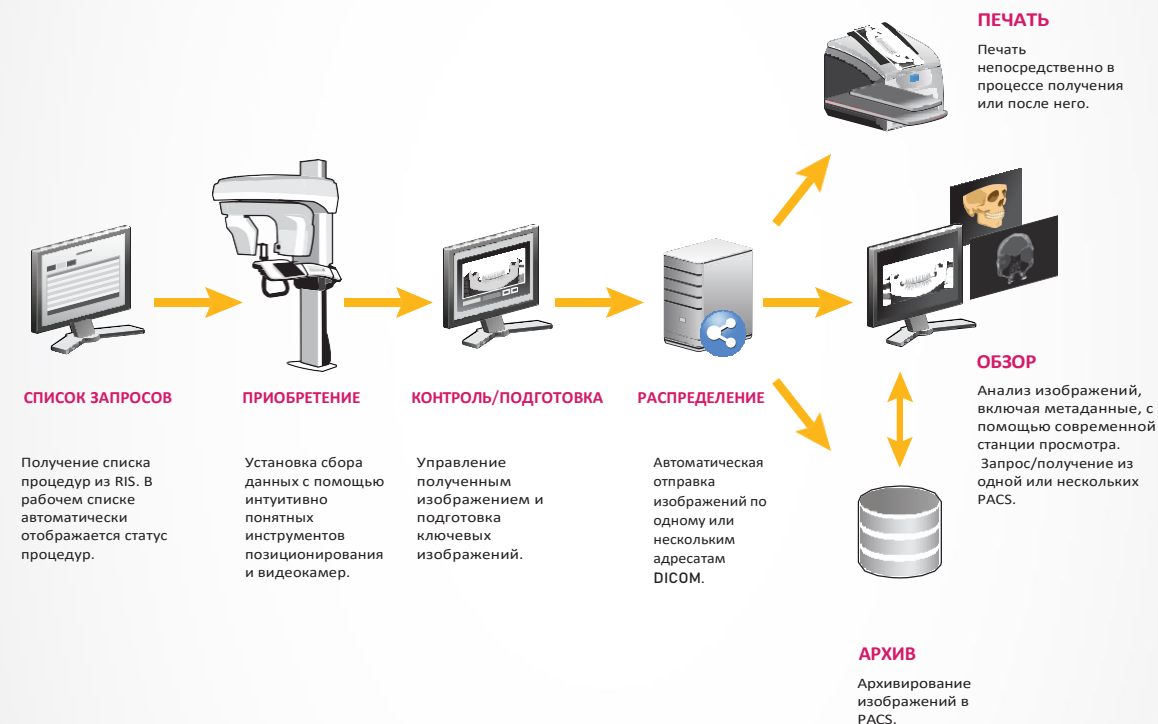 ПЕЧАТЬ
Печать
непосредственно в
процессе получения
или после него.
СПИСОК ЗАПРОСОВ
Получение списка
процедур из RIS. В
рабочем списке
автоматически
отображается статус
процедур.
ПРИОБРЕТЕНИЕ
Установка сбора
данных с помощью
интуитивно
понятных
инструментов
позиционирования
и видеокамер.
КОНТРОЛЬ/ПОДГОТОВКА
Управление
полученным
изображением и
подготовка
ключевых
изображений.
РАСПРЕДЕЛЕНИЕ
Автоматическая
отправка
изображений по
одному или
нескольким
адресатам
DICOM.
ОБЗОР
Анализ изображений,
включая метаданные, с
помощью современной
станции просмотра.
Запрос/получение из
одной или нескольких
PACS.
АРХИВ
Архивирование
изображений в
PACS.